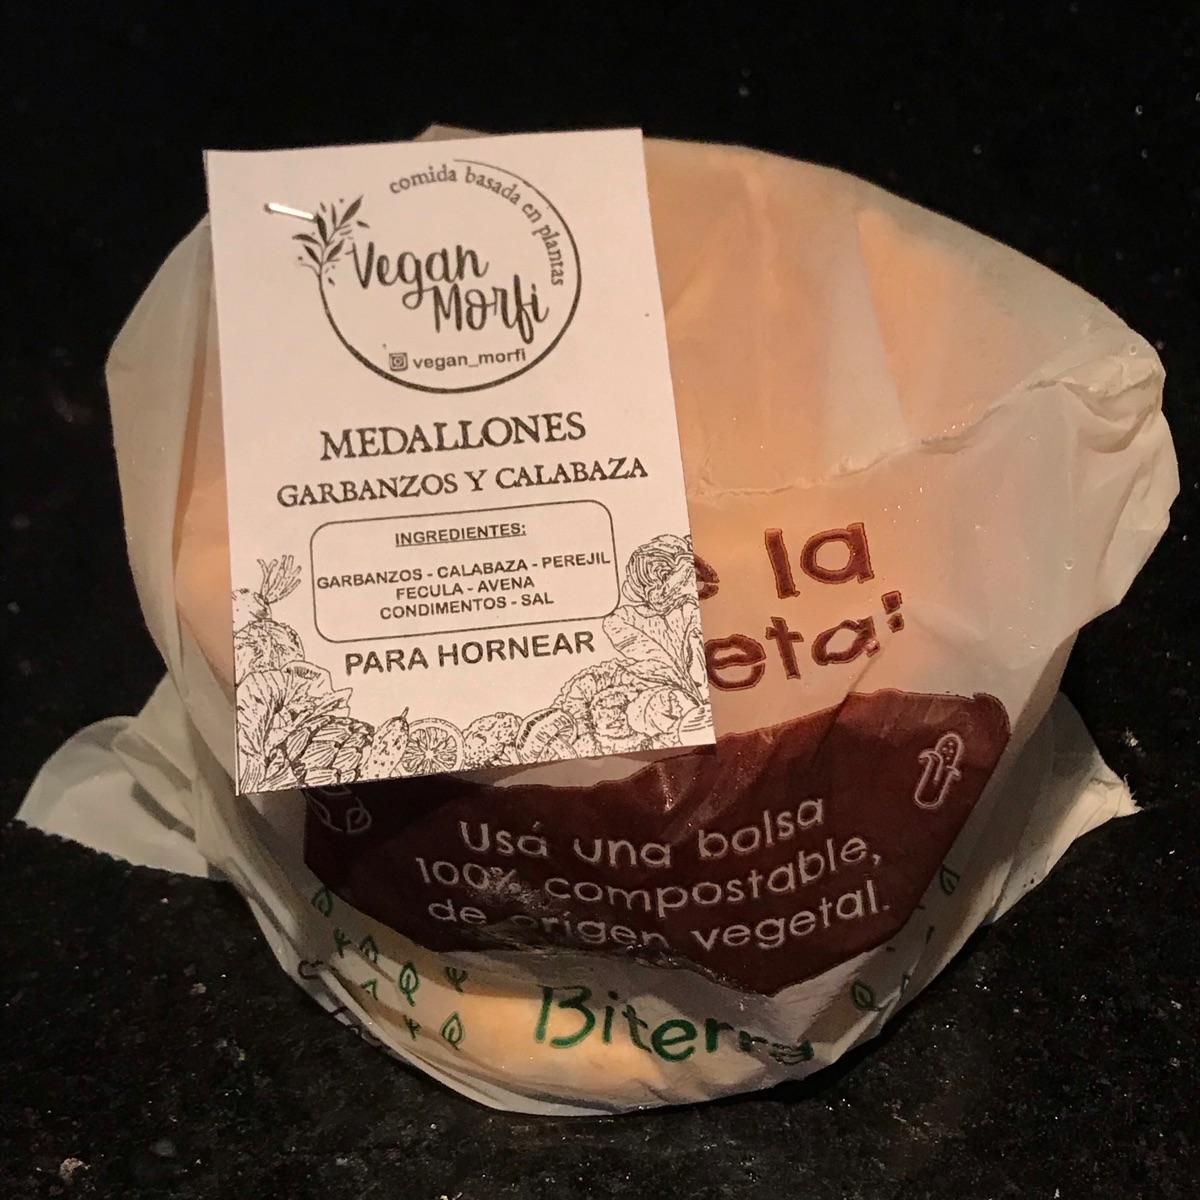 comida basada en plantas
Vegan
Morfi
vegan_morfi
MEDALLONES
GARBANZOS Y CALABAZA
INGREDIENTES:
GARBANZOS - CALABAZA - PEREJIL
FECULA - AVENA
CONDIMENTOS - SAL
PARA HORNEAR
la
Usá una bolsa
100% compostable,
de origen vegetal.
Biterra